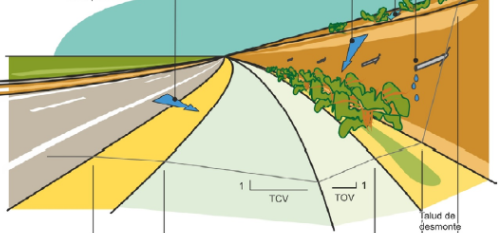 1
TCV
1
TOV
Talud de
desmonte